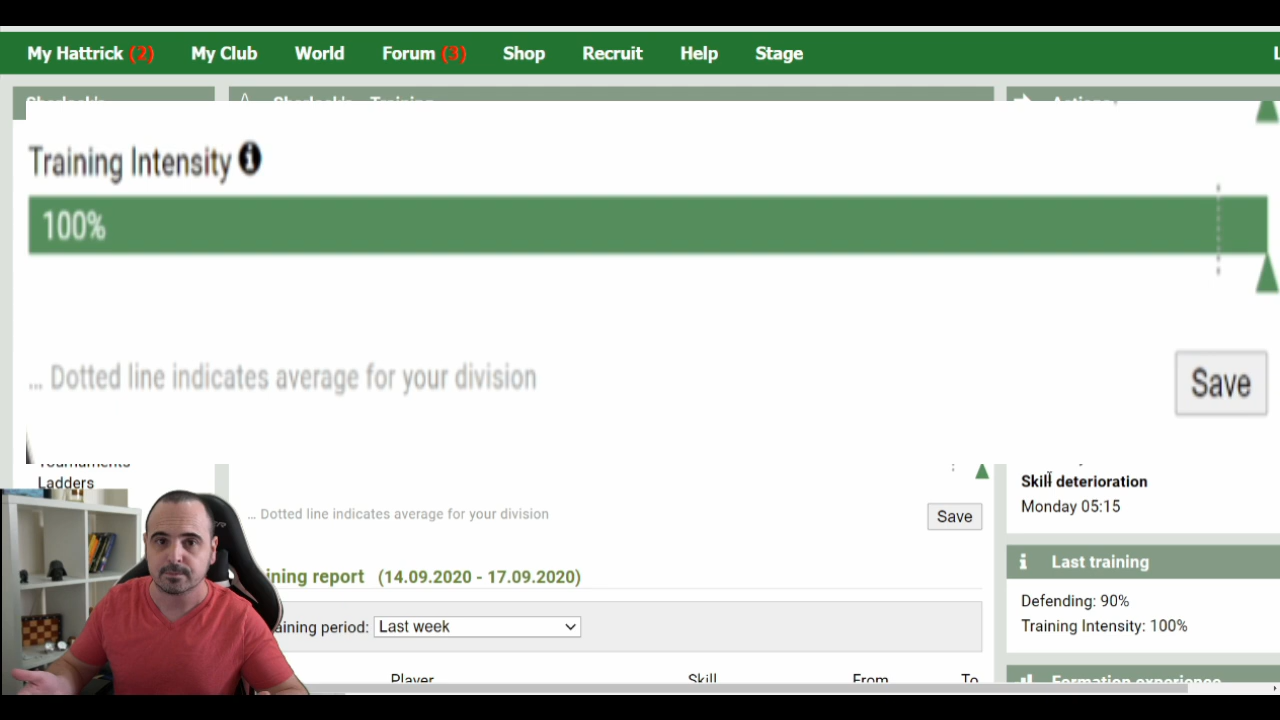 My Hattrick (2) My Club World Forum (3) Shop Recruit Help Stage
Training Intensity
100%
... Dotted line indicates average for your division
Save
Ladders
Skill deterioration
Monday 05:15
... Dotted line indicates average for your division
Save
ining report (14.09.2020 - 17.09.2020)
aining period: Last week
Player Skill From To
Last training
Defending: 90%
Training Intensity: 100%
Formation experience